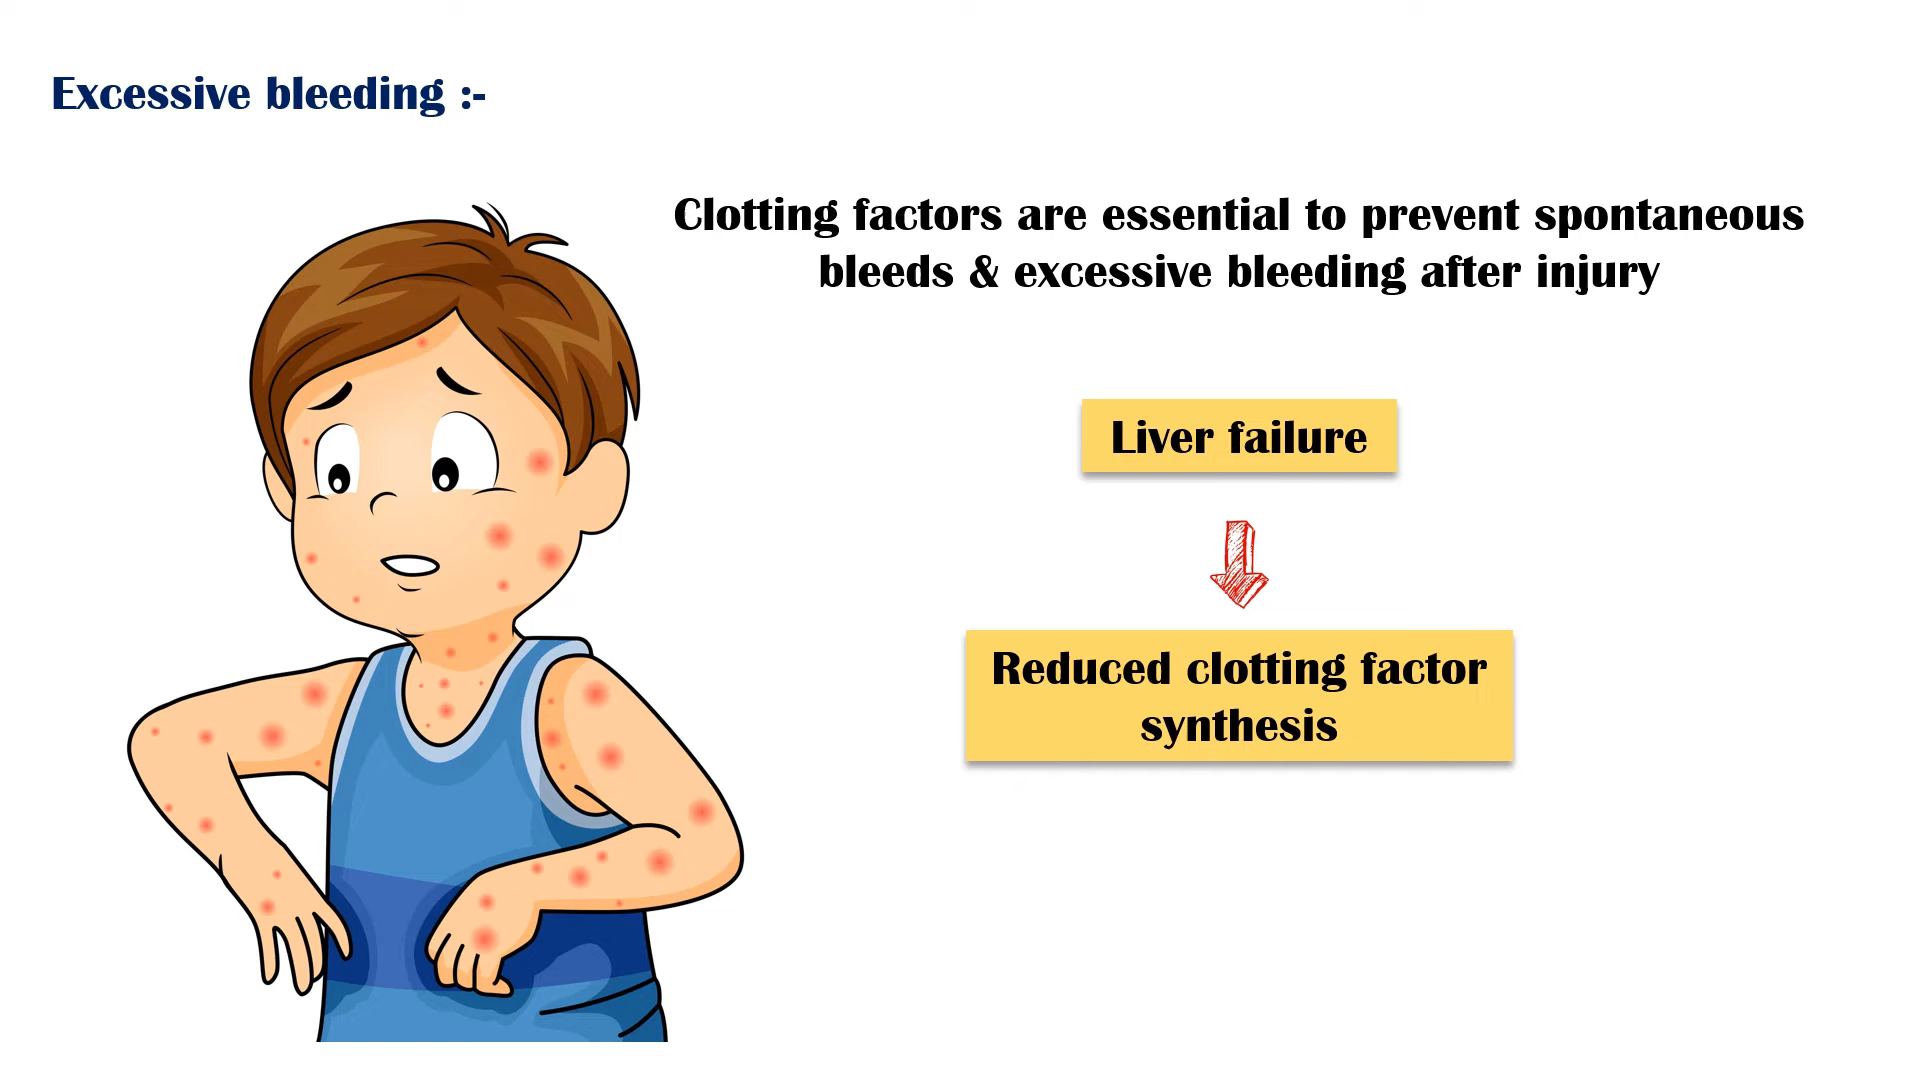 Excessive bleeding :-
Clotting factors are essential to prevent spontaneous
bleeds & excessive bleeding after injury
Liver failure
Reduced clotting factor
synthesis